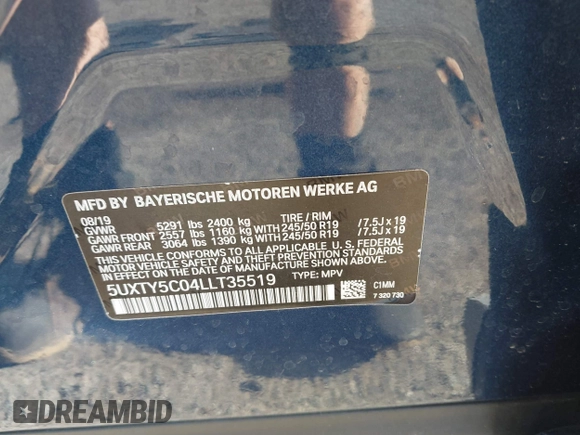 MFD BY BAYERISCHE MOTOREN WERKE AG
08/19 TIRE / RIM
GVWR 5291 lbs 2400 kg
GAWR FRONT 2557 lbs 1160 kg WITH 245/50 R19 /7.5J x 19
GAWR REAR 3064 lbs 1390 kg WITH 245/50 R19 /7.5J x 19
THIS VEHICLE CONFORMS TO ALL APPLICABLE U. S. FEDERAL
MOTOR VEHICLE SAFETY, BUMPER, AND THEFT PREVENTION
STANDARDS IN EFFECT ON THE DATE OF MANUFACTURE SHOWN
ABOVE.
5UXTY5C04LLT35519 TYPE: MPV
C1MM
7 320 730
DREAMBID